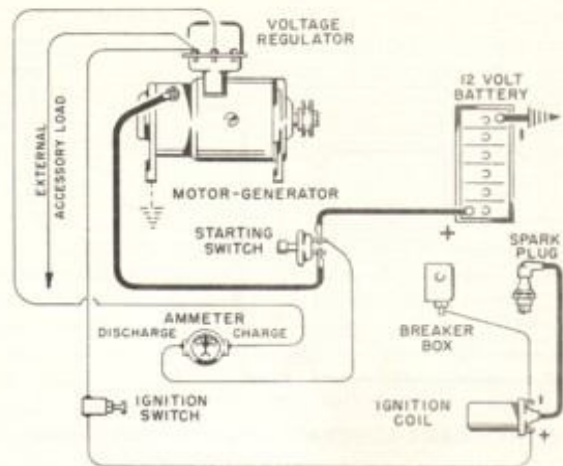 VOLTAGE
REGULATOR
12 VOLT
BATTERY
EXTERNAL
ACCESSORY LOAD
MOTOR-GENERATOR
STARTING
SWITCH
SPARK
PLUG
AMMETER
DISCHARGE CHARGE
BREAKER
BOX
IGNITION
SWITCH
IGNITION
COIL
-
+
-
+